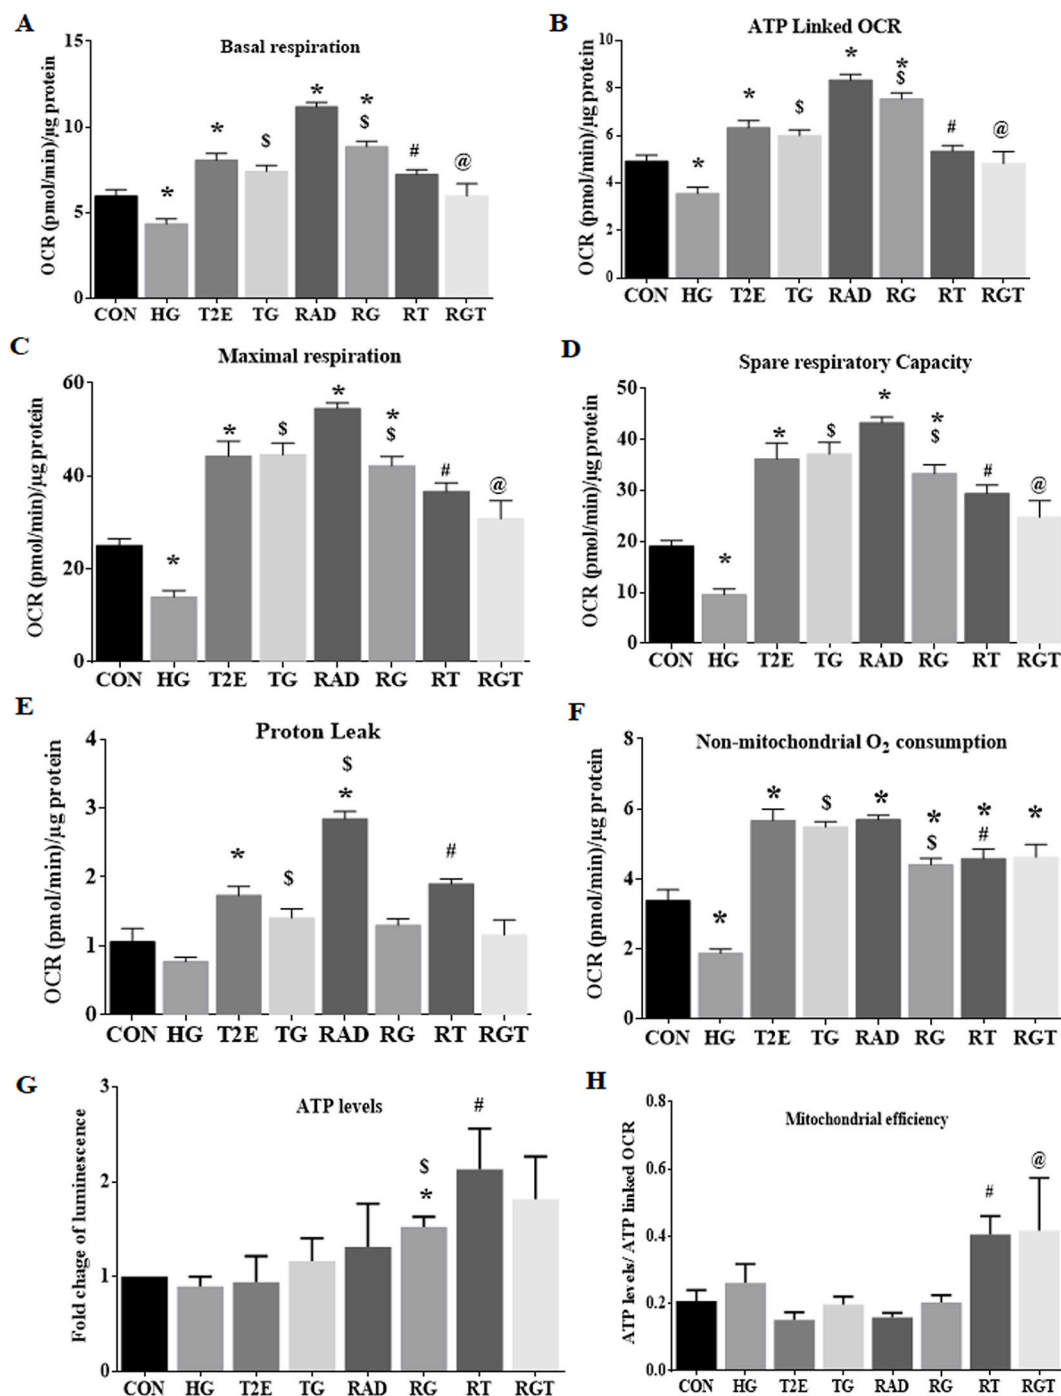 A
Basal respiration
OCR (pmol/min)/µg protein
15
10
5
0
* * $ * * $ # @
CON HG T2E TG RAD RG RT RGT
B
ATP Linked OCR
OCR (pmol/min)/µg protein
10
8
6
4
2
0
* * $ * * $ # @
CON HG T2E TG RAD RG RT RGT
C
Maximal respiration
OCR (pmol/min)/µg protein
60
40
20
0
* * $ * * $ # @
CON HG T2E TG RAD RG RT RGT
D
Spare respiratory Capacity
OCR (pmol/min)/µg protein
50
40
30
20
10
0
* * $ * * $ # @
CON HG T2E TG RAD RG RT RGT
E
Proton Leak
OCR (pmol/min)/µg protein
4
3
2
1
0
* $ $ * #
CON HG T2E TG RAD RG RT RGT
F
Non-mitochondrial O₂ consumption
OCR (pmol/min)/µg protein
8
6
4
2
0
* * $ * * $ * # *
CON HG T2E TG RAD RG RT RGT
G
ATP levels
Fold chage of luminescence
3
2
1
0
$ * #
CON HG T2E TG RAD RG RT RGT
H
Mitochondrial efficiency
ATP levels/ ATP linked OCR
0.8
0.6
0.4
0.2
0.0
# @
CON HG T2E TG RAD RG RT RGT